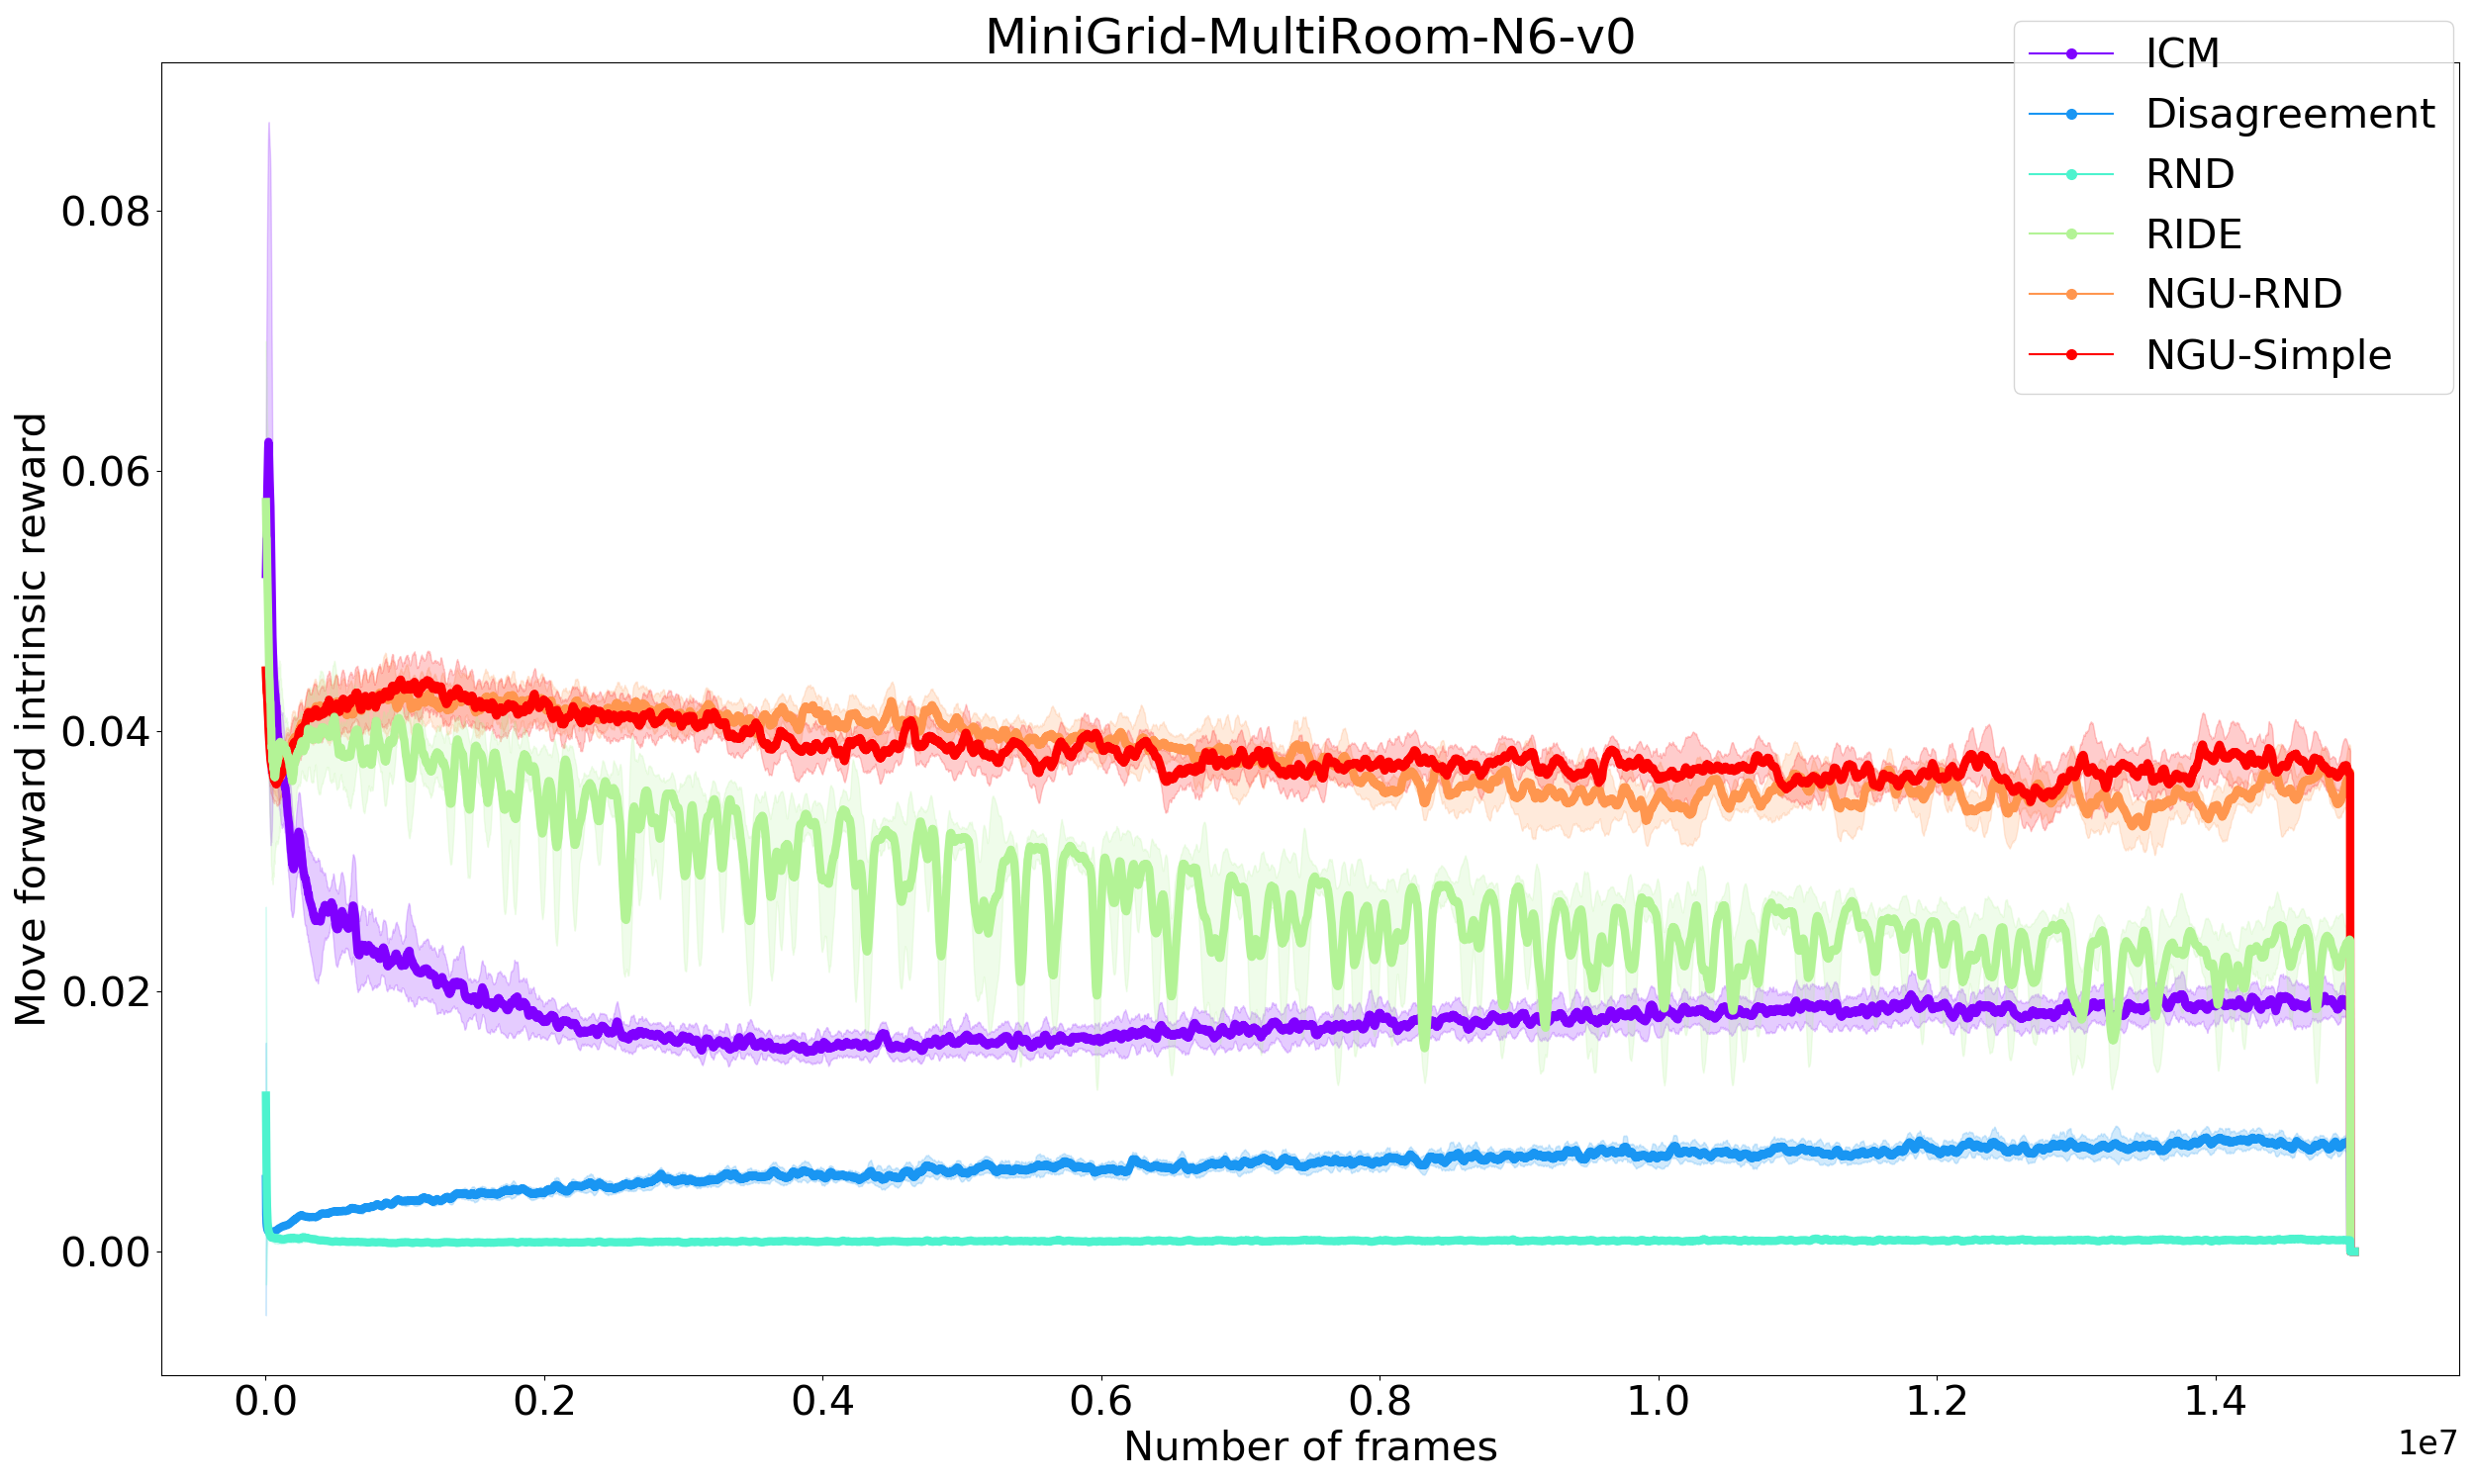 MiniGrid-MultiRoom-N6-v0
ICM
Disagreement
RND
RIDE
NGU-RND
NGU-Simple
Move forward intrinsic reward
0.08
0.06
0.04
0.02
0.00
0.0 0.2 0.4 0.6 0.8 1.0 1.2 1.4
1e7
Number of frames